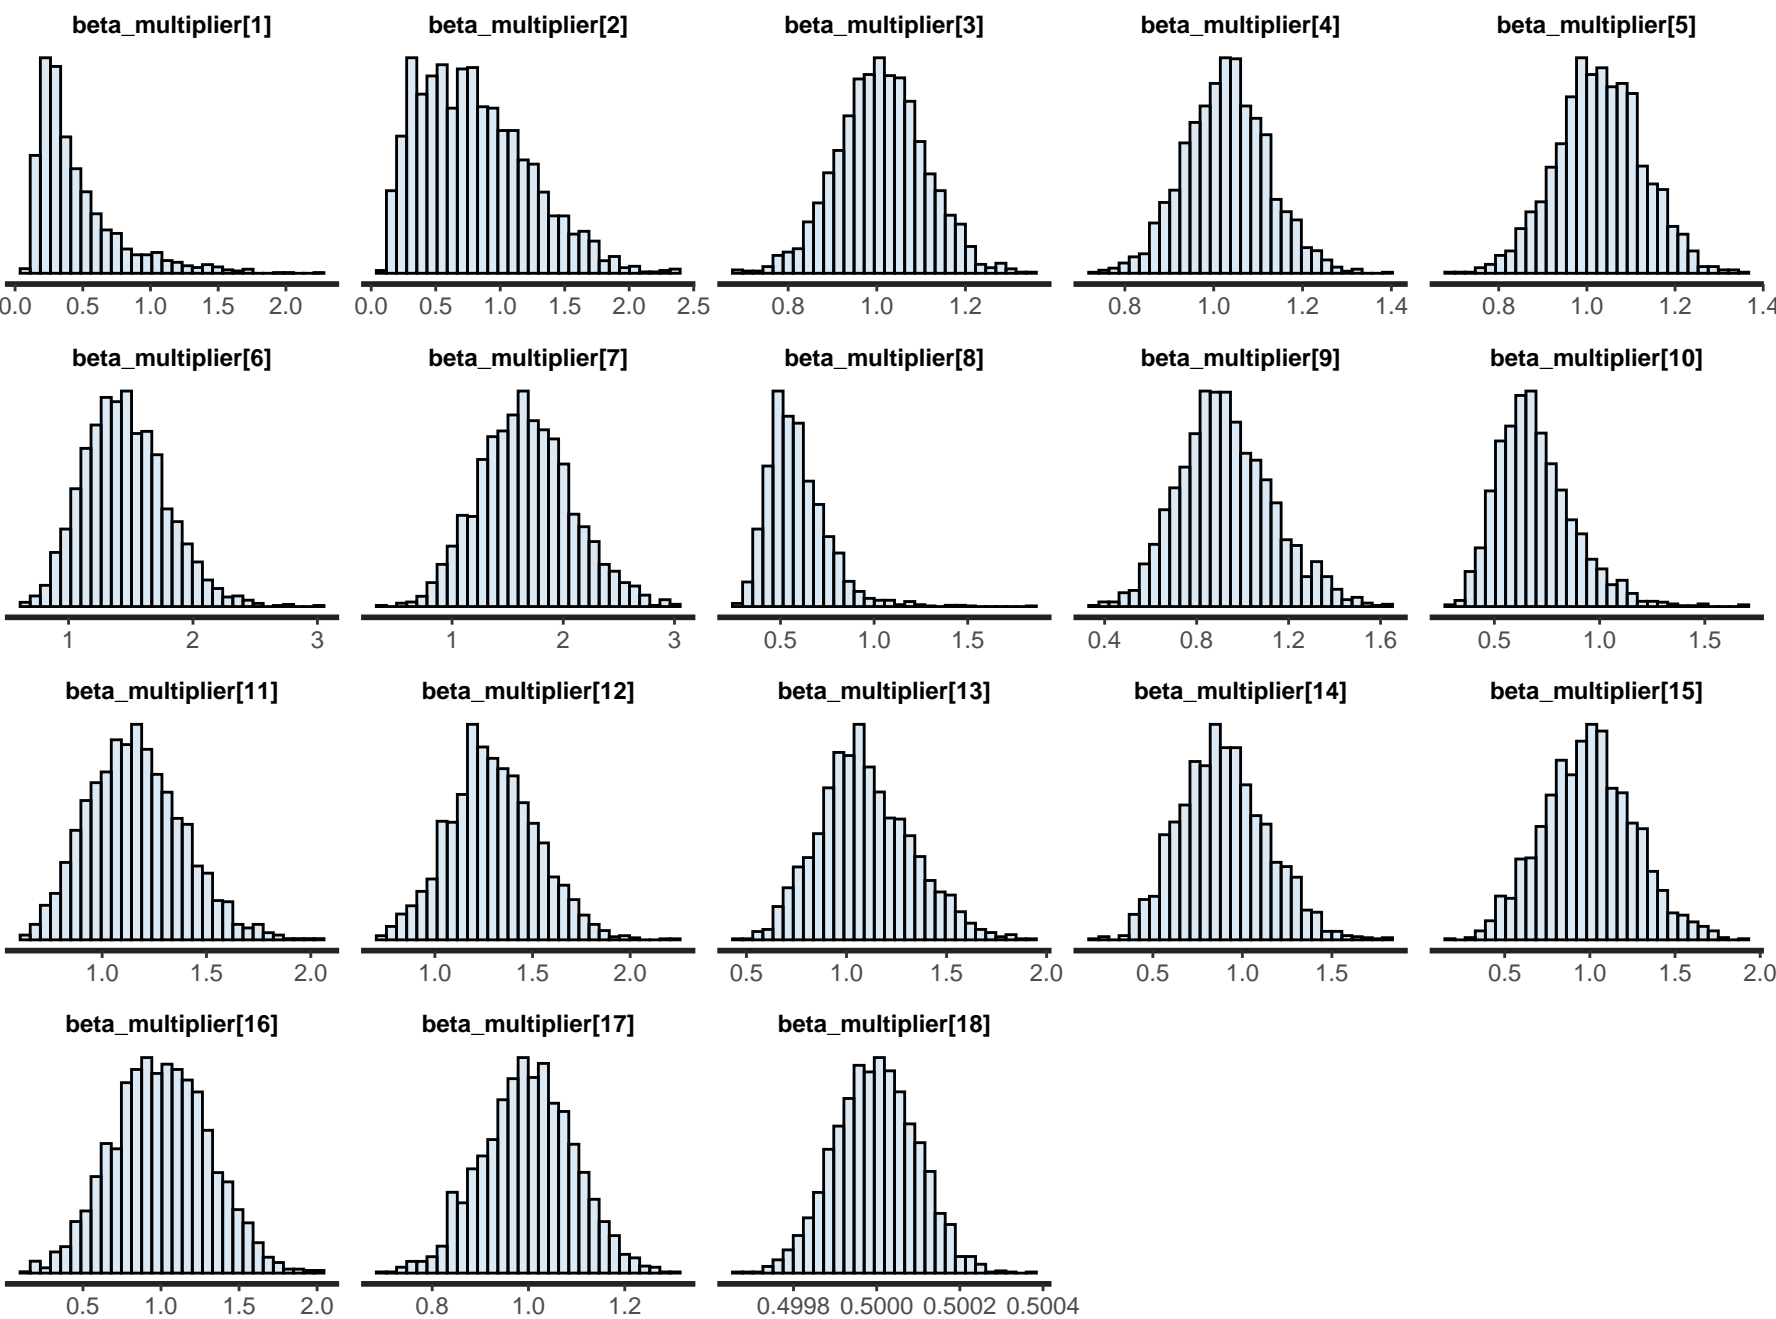 beta_multiplier[1] beta_multiplier[2] beta_multiplier[3] beta_multiplier[4] beta_multiplier[5]
0.0 0.5 1.0 1.5 2.0 0.0 0.5 1.0 1.5 2.0 2.5 0.8 1.0 1.2 0.8 1.0 1.2 1.4 0.8 1.0 1.2 1.4
beta_multiplier[6] beta_multiplier[7] beta_multiplier[8] beta_multiplier[9] beta_multiplier[10]
1 2 3 1 2 3 0.5 1.0 1.5 0.4 0.8 1.2 1.6 0.5 1.0 1.5
beta_multiplier[11] beta_multiplier[12] beta_multiplier[13] beta_multiplier[14] beta_multiplier[15]
1.0 1.5 2.0 1.0 1.5 2.0 0.5 1.0 1.5 2.0 0.5 1.0 1.5 0.5 1.0 1.5 2.0
beta_multiplier[16] beta_multiplier[17] beta_multiplier[18]
0.5 1.0 1.5 2.0 0.8 1.0 1.2 0.4998 0.5000 0.5002 0.5004